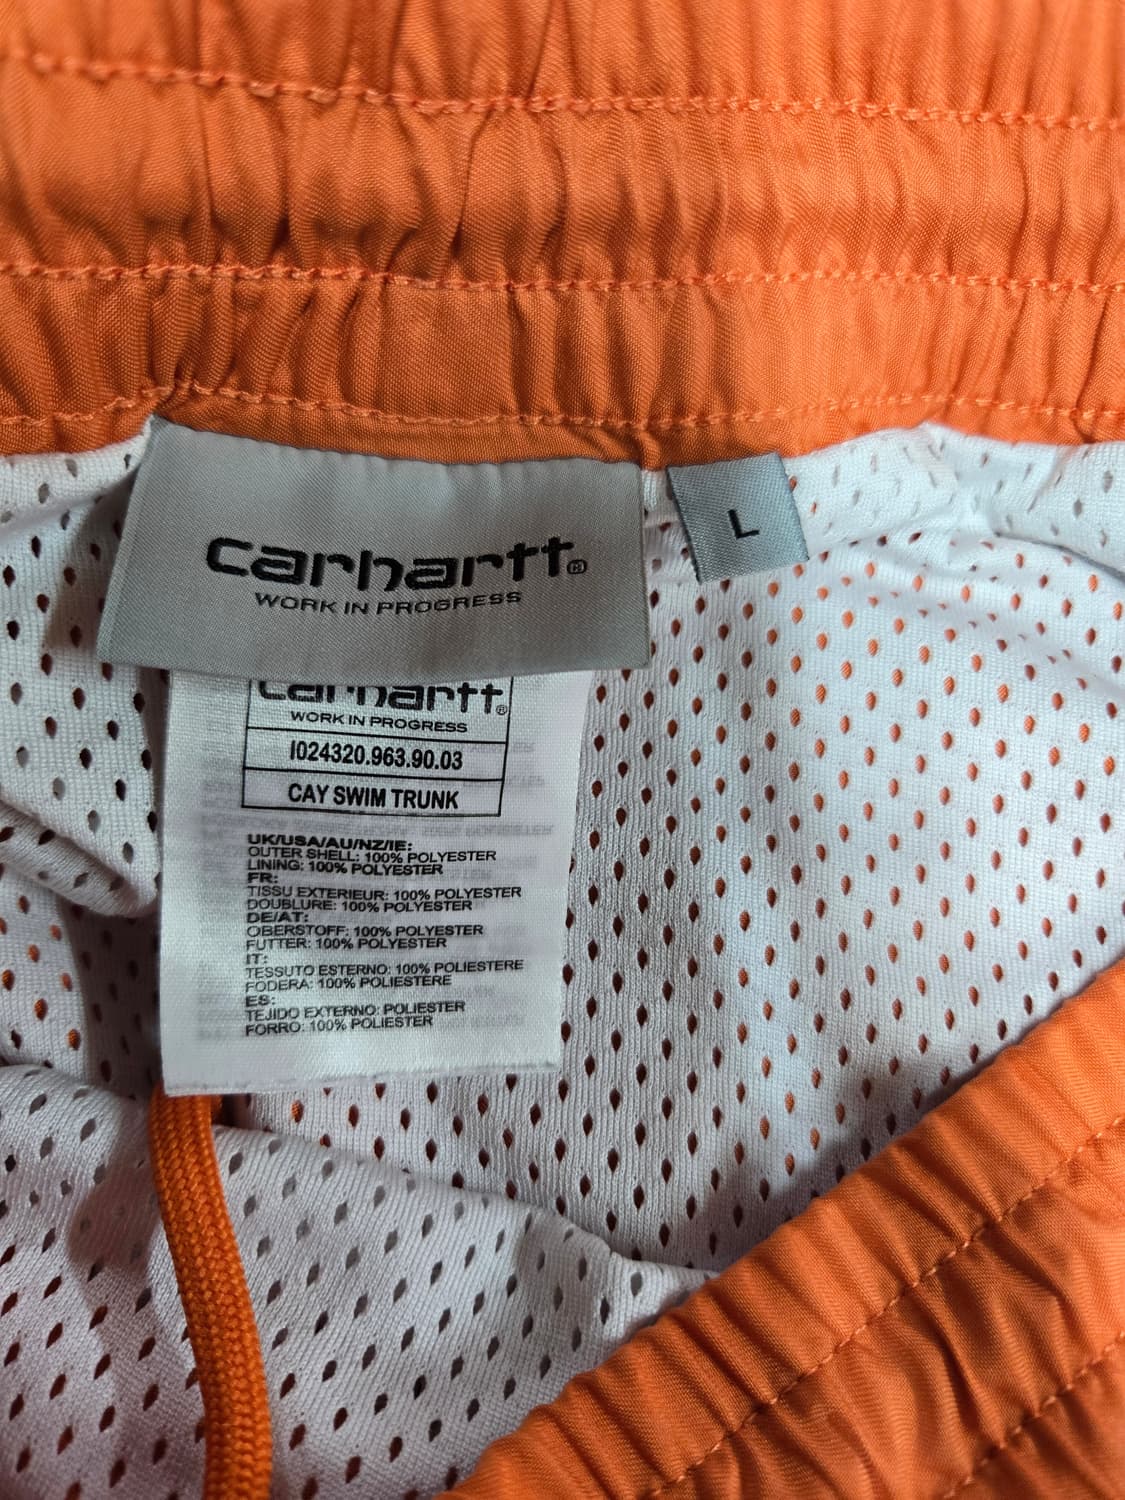 carhartt®
WORK IN PROGRESS
L
carhartt®
WORK IN PROGRESS
I024320.963.90.03
CAY SWIM TRUNK
UK/USA/AU/NZ/IE:
OUTER SHELL: 100% POLYESTER
LINING: 100% POLYESTER
FR:
TISSU EXTERIEUR: 100% POLYESTER
DOUBLURE: 100% POLYESTER
DE/AT:
OBERSTOFF: 100% POLYESTER
FUTTER: 100% POLYESTER
IT:
TESSUTO ESTERNO: 100% POLIESTERE
FODERA: 100% POLIESTERE
ES:
TEJIDO EXTERNO: POLIESTER
FORRO: 100% POLIESTER